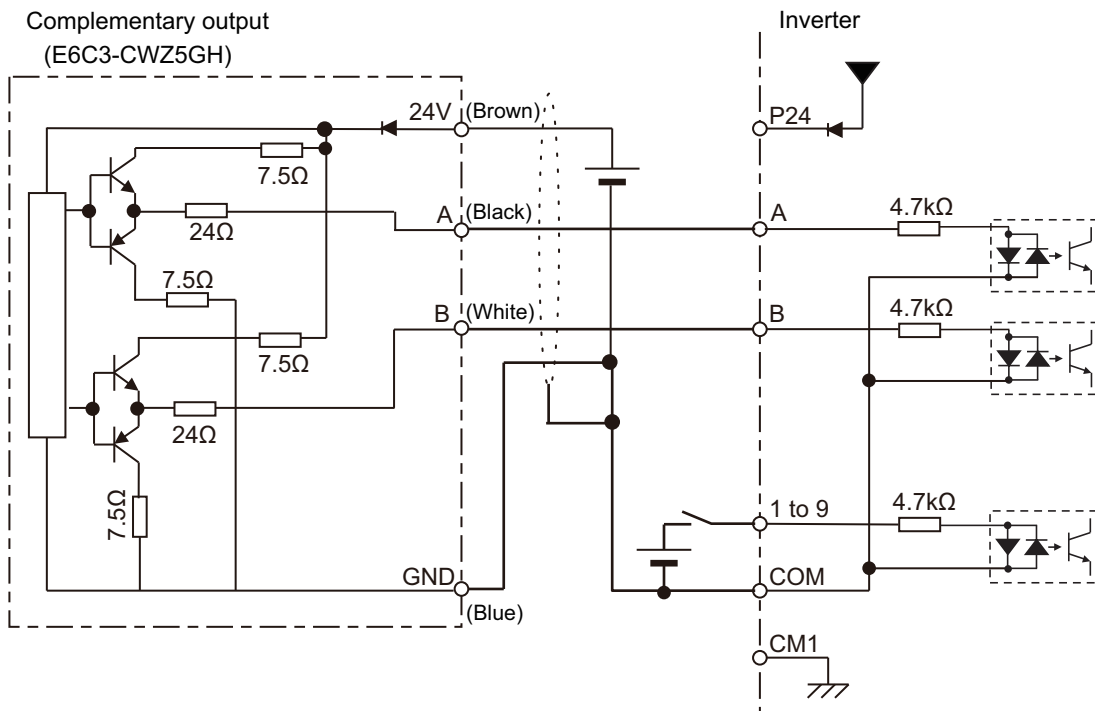 Complementary output
(E6C3-CWZ5GH)
Inverter
24V
(Brown)
P24
7.5Ω
24Ω
A
(Black)
A
4.7kΩ
7.5Ω
B
(White)
B
4.7kΩ
7.5Ω
24Ω
7.5Ω
1 to 9
4.7kΩ
GND
(Blue)
COM
CM1